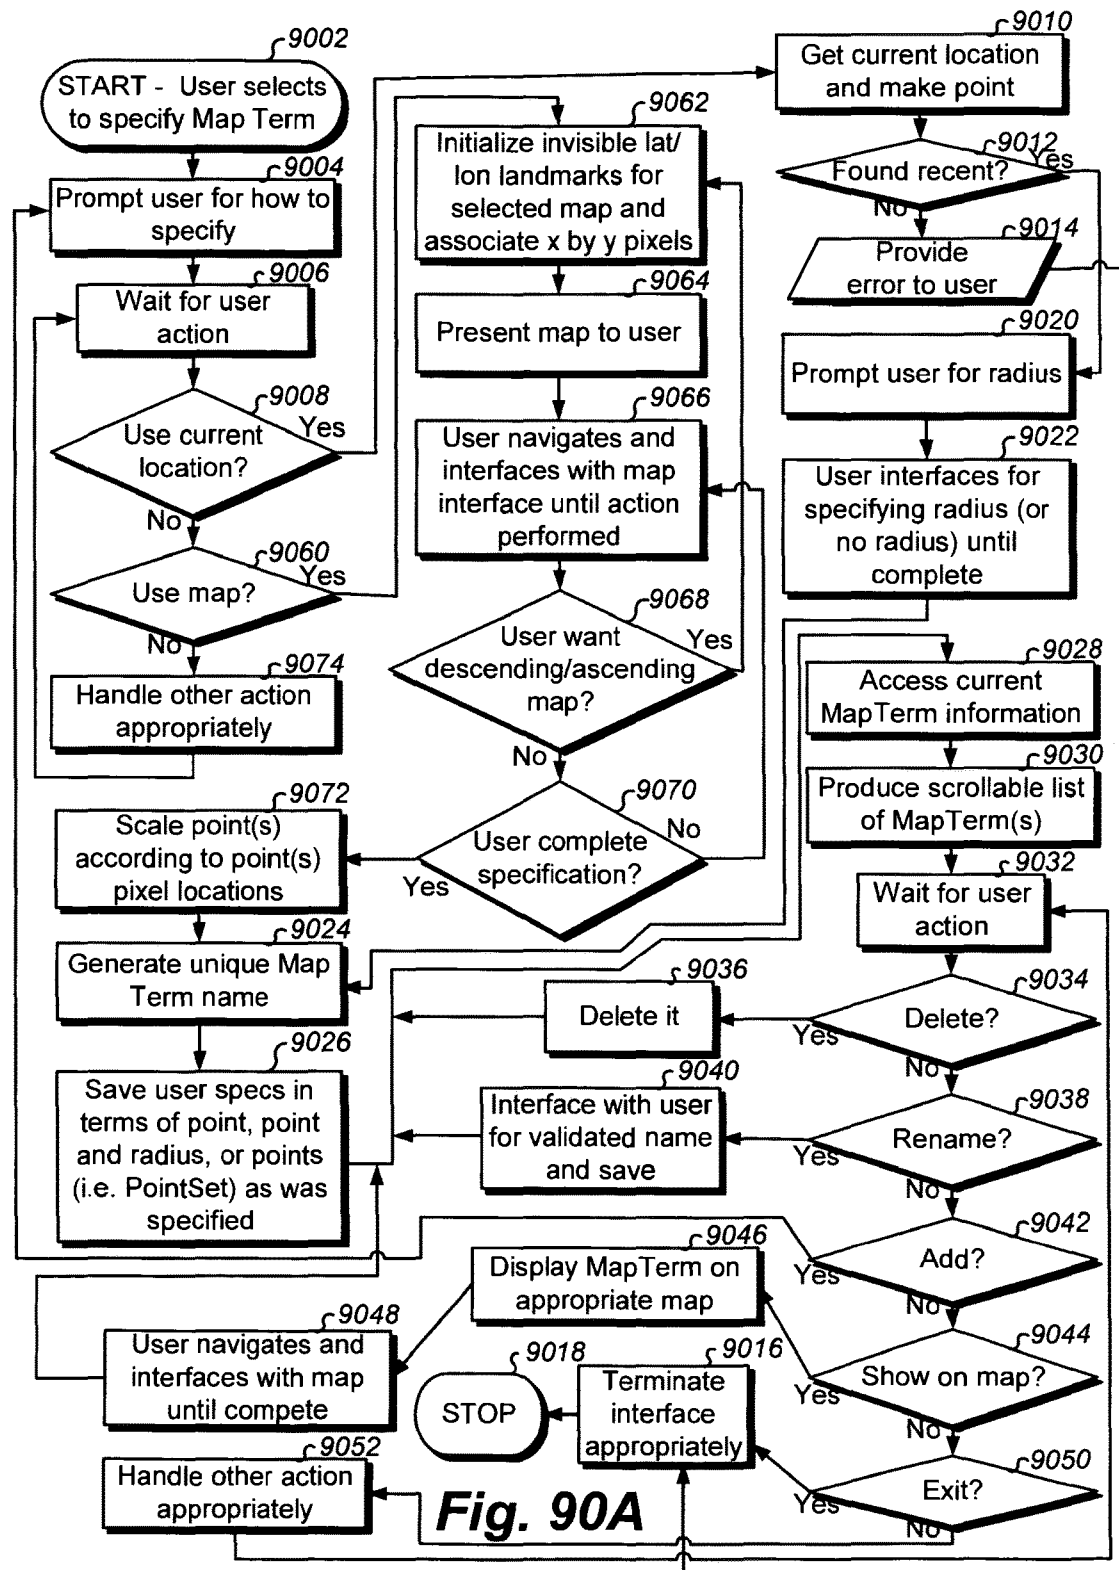 9002
START - User selects
to specify Map Term
9004
Prompt user for how to
specify
9006
Wait for user
action
9008
Use current
location?
Yes
No
9060
Use map?
Yes
No
9074
Handle other action
appropriately
9062
Initialize invisible lat/
lon landmarks for
selected map and
associate x by y pixels
9064
Present map to user
9066
User navigates and
interfaces with map
interface until action
performed
9068
User want
descending/ascending
map?
Yes
No
9070
User complete
specification?
No
Yes
9072
Scale point(s)
according to point(s)
pixel locations
9024
Generate unique Map
Term name
9026
Save user specs in
terms of point, point
and radius, or points
(i.e. PointSet) as was
specified
9010
Get current location
and make point
9012
Found recent?
Yes
No
9014
Provide
error to user
9020
Prompt user for radius
9022
User interfaces for
specifying radius (or
no radius) until
complete
9028
Access current
MapTerm information
9030
Produce scrollable list
of MapTerm(s)
9032
Wait for user
action
9034
Delete?
Yes
No
9036
Delete it
9038
Rename?
Yes
No
9040
Interface with user
for validated name
and save
9042
Add?
Yes
No
9044
Show on map?
Yes
No
9046
Display MapTerm on
appropriate map
9048
User navigates and
interfaces with map
until compete
9050
Exit?
Yes
No
9016
Terminate
interface
appropriately
9018
STOP
9052
Handle other action
appropriately
Fig. 90A